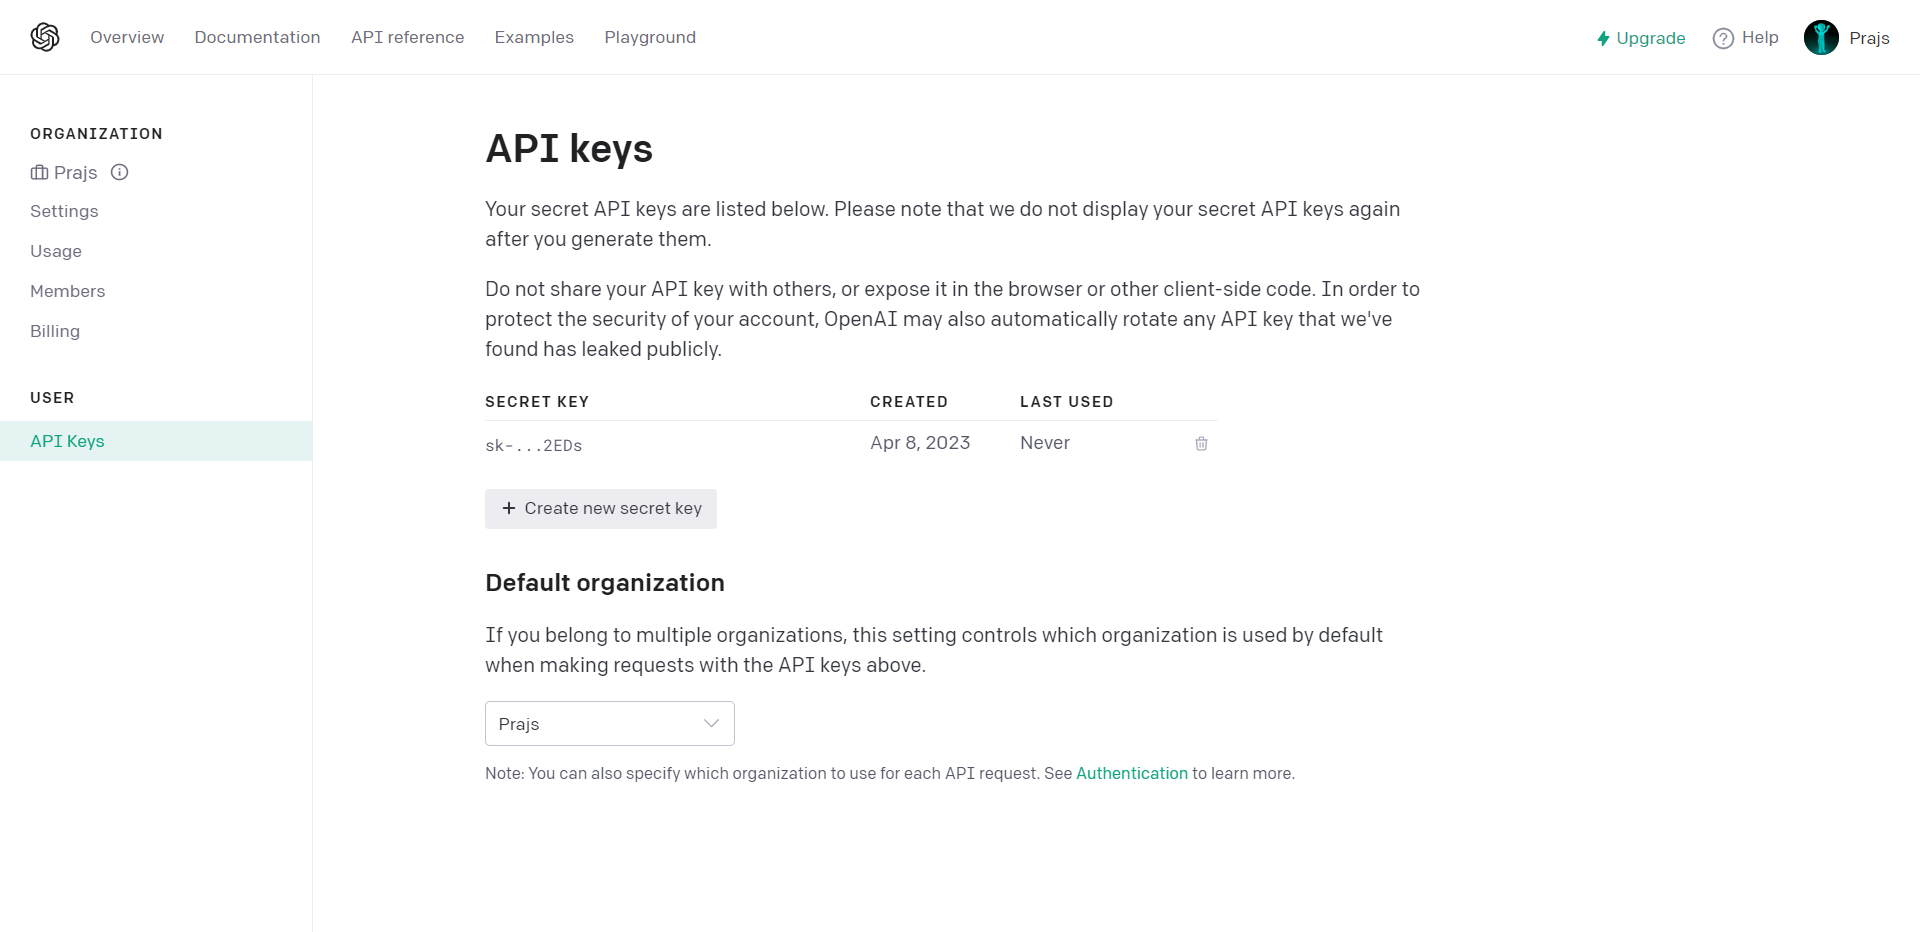 Overview Documentation API reference Examples Playground Upgrade Help Prajs
ORGANIZATION
Prajs
Settings
Usage
Members
Billing
USER
API Keys
API keys
Your secret API keys are listed below. Please note that we do not display your secret API keys again
after you generate them.
Do not share your API key with others, or expose it in the browser or other client-side code. In order to
protect the security of your account, OpenAI may also automatically rotate any API key that we've
found has leaked publicly.
SECRET KEY CREATED LAST USED
sk-...2EDs Apr 8, 2023 Never
+ Create new secret key
Default organization
If you belong to multiple organizations, this setting controls which organization is used by default
when making requests with the API keys above.
Prajs
Note: You can also specify which organization to use for each API request. See Authentication to learn more.